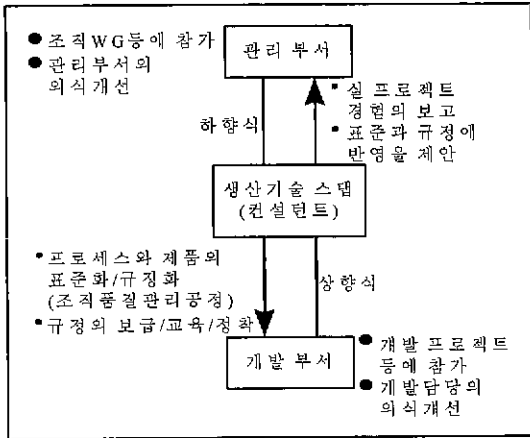 ● 조직WG등에 참가
● 관리부서의
의식개선
관리 부서
하향식
• 실 프로젝트
경험의 보고
• 표준과 규정에
반영을 제안
생산기술 스탭
(컨설턴트)
• 프로세스와 제품의
표준화/규정화
(조직품질관리공정)
• 규정의 보급/교육/정착
상향식
개발 부서
● 개발 프로젝트
등에 참가
● 개발담당의
의식개선